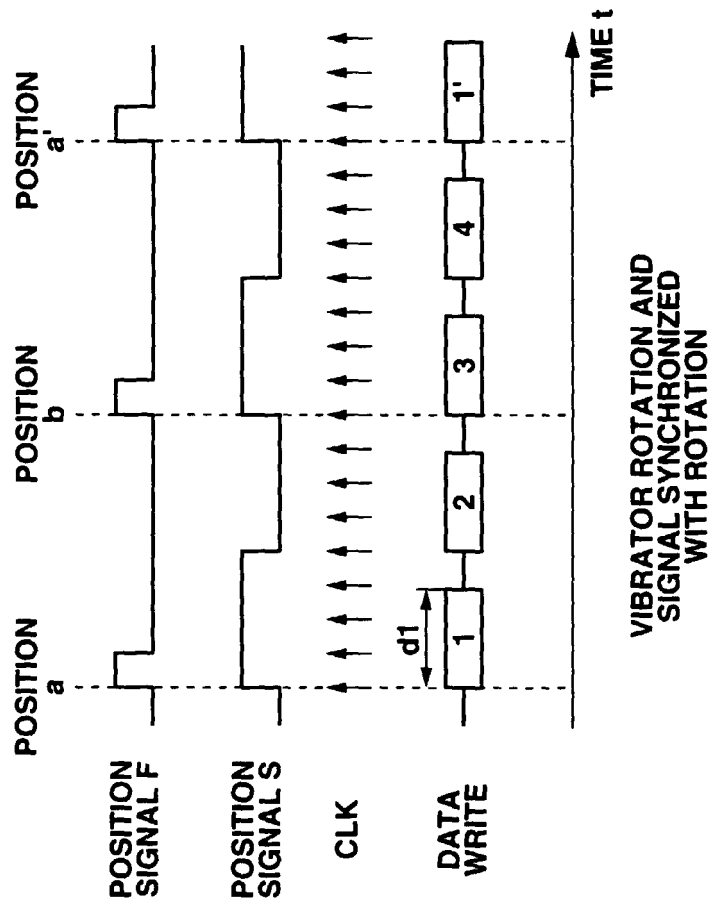 POSITION
a
POSITION
b
POSITION
a'
POSITION
SIGNAL F
POSITION
SIGNAL S
CLK
DATA
WRITE
d1
1
2
3
4
1'
TIME t
VIBRATOR ROTATION AND
SIGNAL SYNCHRONIZED
WITH ROTATION